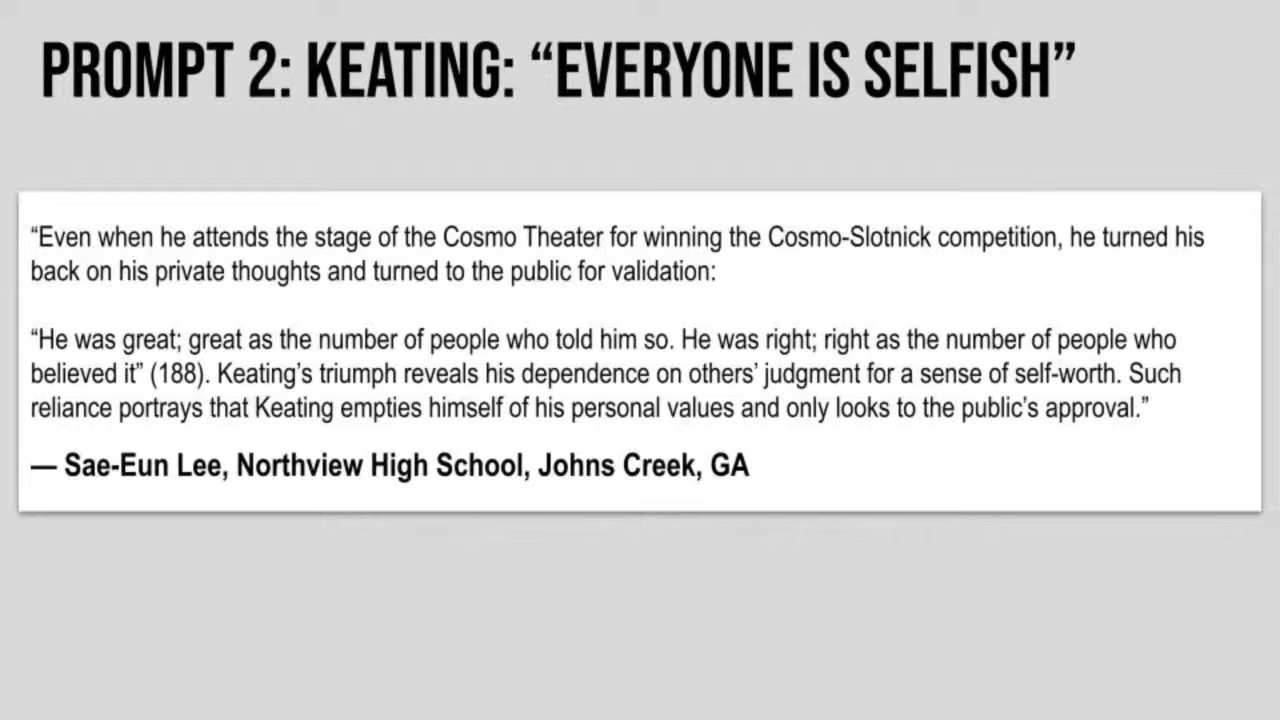 PROMPT 2: KEATING: “EVERYONE IS SELFISH”
“Even when he attends the stage of the Cosmo Theater for winning the Cosmo-Slotnick competition, he turned his
back on his private thoughts and turned to the public for validation:
“He was great; great as the number of people who told him so. He was right; right as the number of people who
believed it” (188). Keating’s triumph reveals his dependence on others’ judgment for a sense of self-worth. Such
reliance portrays that Keating empties himself of his personal values and only looks to the public’s approval.”
— Sae-Eun Lee, Northview High School, Johns Creek, GA